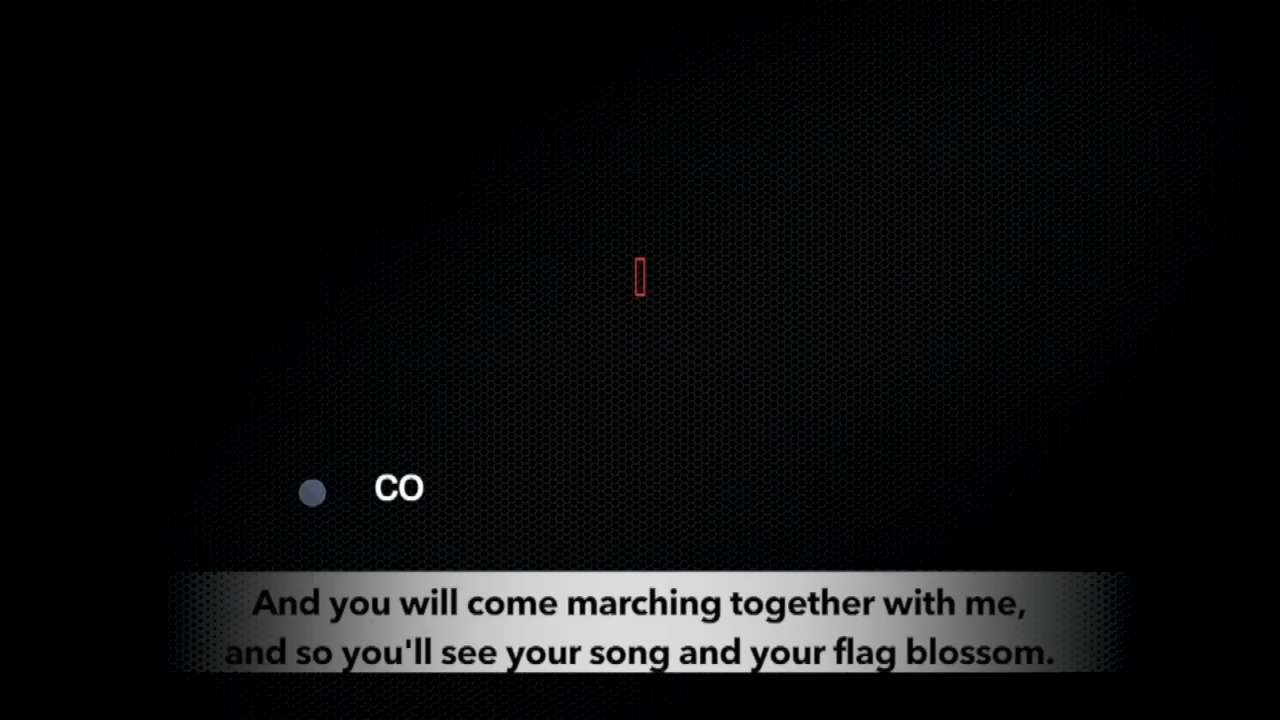 CO
And you will come marching together with me,
and so you'll see your song and your flag blossom.